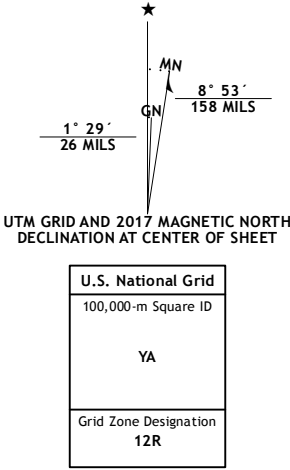 MN
GN
8° 53´
158 MILS
1° 29´
26 MILS
UTM GRID AND 2017 MAGNETIC NORTH
DECLINATION AT CENTER OF SHEET
U.S. National Grid
100,000-m Square ID
YA
Grid Zone Designation
12R